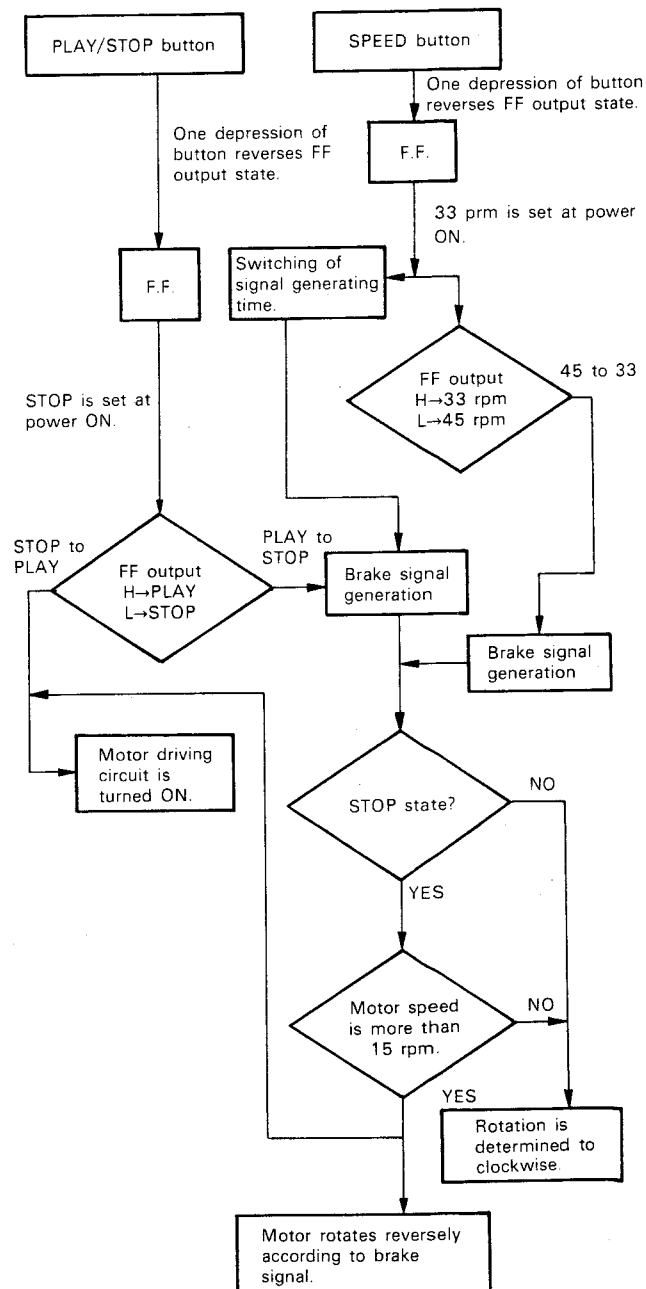 PLAY/STOP button
SPEED button
One depression of button
reverses FF output state.
One depression of
button reverses FF
output state.
F.F.
33 prm is set at power
ON.
F.F.
Switching of
signal generating
time.
FF output
H→33 rpm
L→45 rpm
45 to 33
STOP is set at
power ON.
STOP to
PLAY
FF output
H→PLAY
L→STOP
PLAY to
STOP
Brake signal
generation
Brake signal
generation
Motor driving
circuit is
turned ON.
STOP state?
NO
YES
Motor speed
is more than
15 rpm.
NO
YES
Rotation is
determined to
clockwise.
Motor rotates reversely
according to brake
signal.